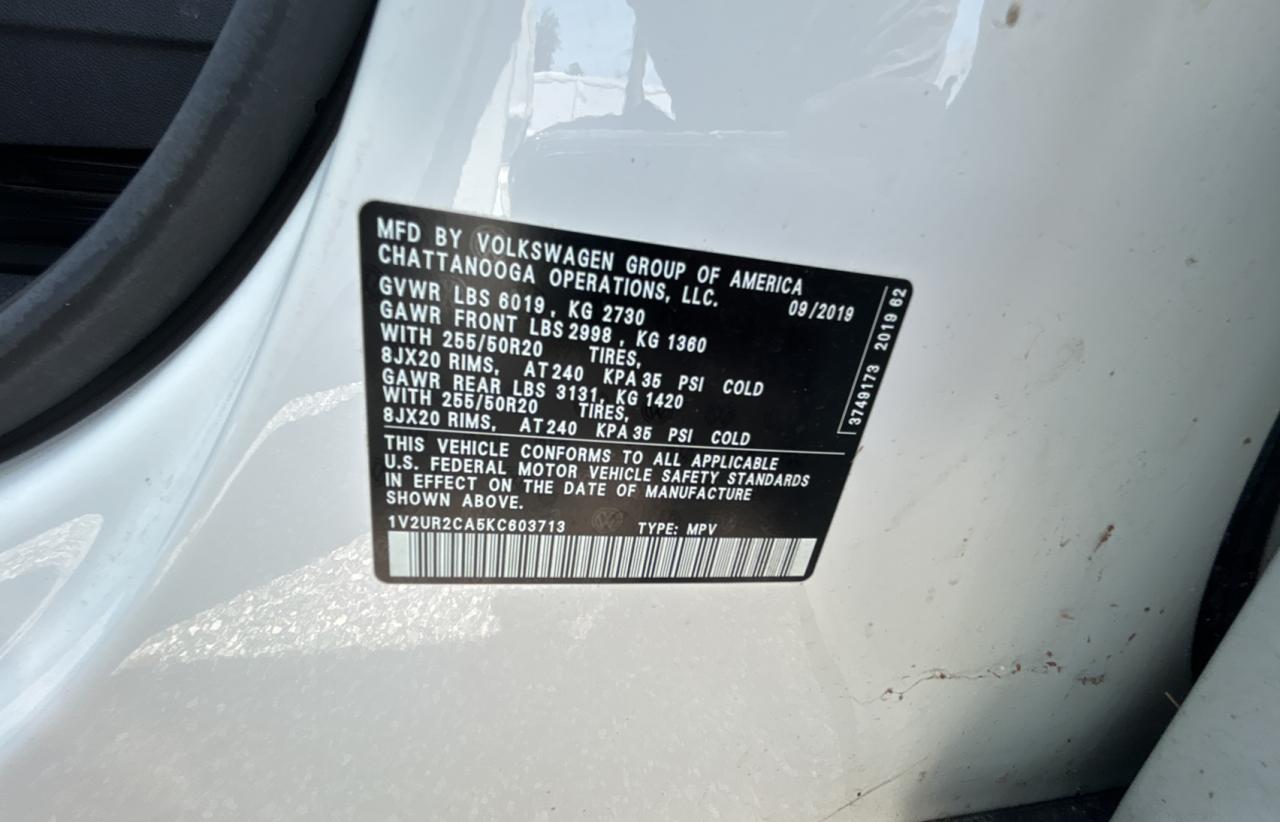 MFD BY VOLKSWAGEN GROUP OF AMERICA
CHATTANOOGA OPERATIONS, LLC.
09/2019
GVWR LBS 6019, KG 2730
GAWR FRONT LBS 2998, KG 1360
WITH 255/50R20 TIRES,
8JX20 RIMS, AT 240 KPA 35 PSI COLD
GAWR REAR LBS 3131, KG 1420
WITH 255/50R20 TIRES,
8JX20 RIMS, AT 240 KPA 35 PSI COLD
THIS VEHICLE CONFORMS TO ALL APPLICABLE
U.S. FEDERAL MOTOR VEHICLE SAFETY STANDARDS
IN EFFECT ON THE DATE OF MANUFACTURE
SHOWN ABOVE.
1V2UR2CA5KC603713 TYPE: MPV
3749173 2019 62